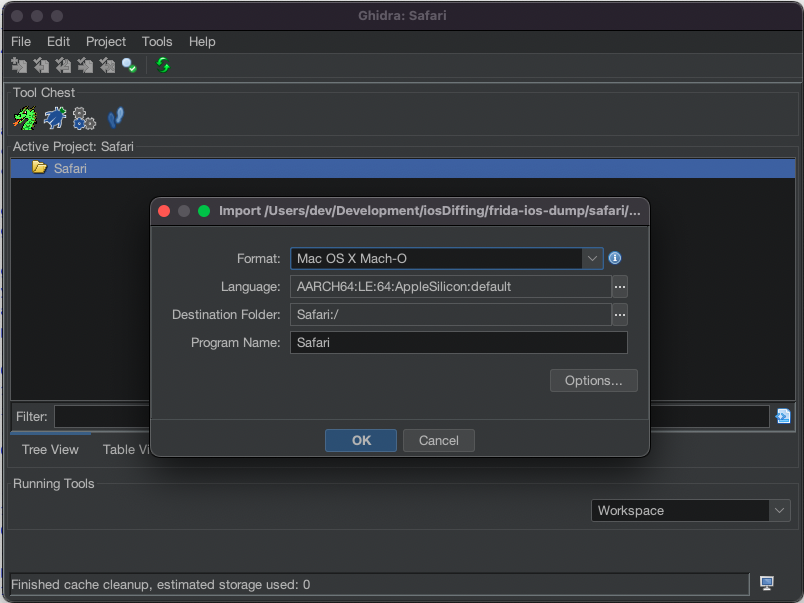 Ghidra: Safari
File Edit Project Tools Help
Tool Chest
Active Project: Safari
Safari
Import /Users/dev/Development/iosDiffing/frida-ios-dump/safari/...
Format: Mac OS X Mach-O
Language: AARCH64:LE:64:AppleSilicon:default ...
Destination Folder: Safari:/ ...
Program Name: Safari
Options...
Filter:
OK Cancel
Tree View Table Vi
Running Tools
Workspace
Finished cache cleanup, estimated storage used: 0